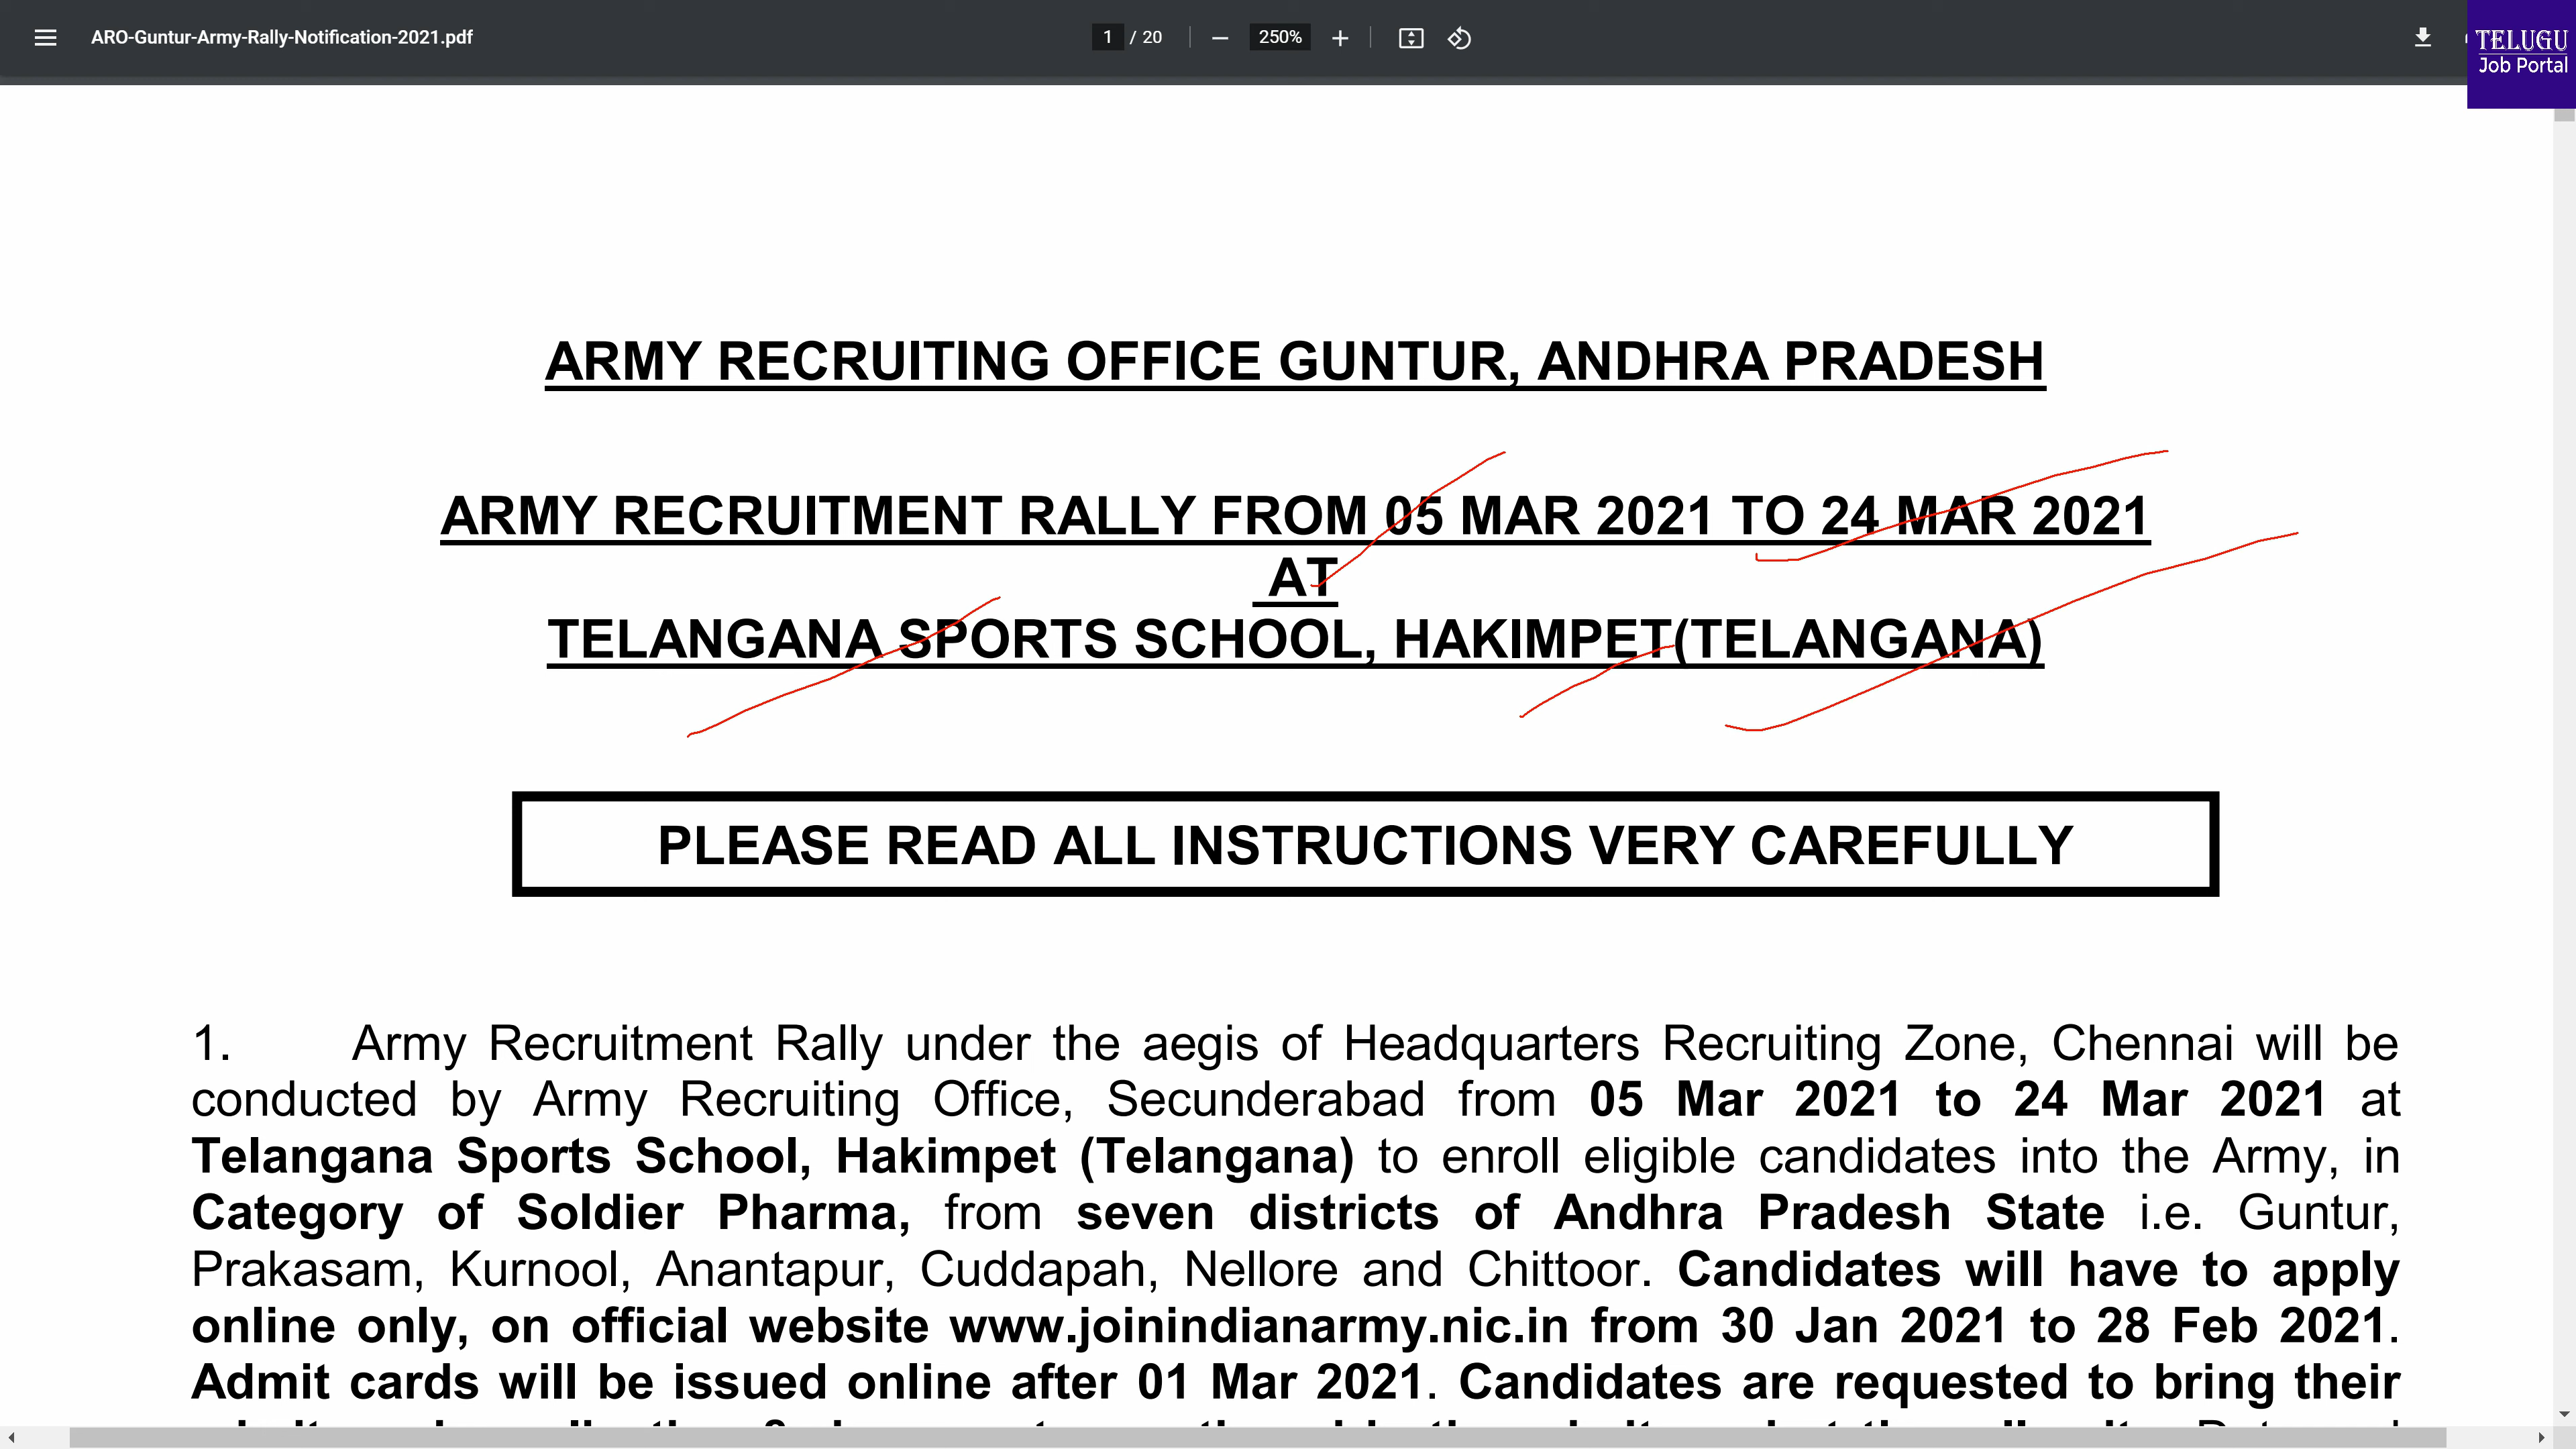 ARO-Guntur-Army-Rally-Notification-2021.pdf
1 / 20
250%
TELUGU
Job Portal
ARMY RECRUITING OFFICE GUNTUR, ANDHRA PRADESH
ARMY RECRUITMENT RALLY FROM 05 MAR 2021 TO 24 MAR 2021
AT
TELANGANA SPORTS SCHOOL, HAKIMPET(TELANGANA)
PLEASE READ ALL INSTRUCTIONS VERY CAREFULLY
1. Army Recruitment Rally under the aegis of Headquarters Recruiting Zone, Chennai will be
conducted by Army Recruiting Office, Secunderabad from 05 Mar 2021 to 24 Mar 2021 at
Telangana Sports School, Hakimpet (Telangana) to enroll eligible candidates into the Army, in
Category of Soldier Pharma, from seven districts of Andhra Pradesh State i.e. Guntur,
Prakasam, Kurnool, Anantapur, Cuddapah, Nellore and Chittoor. Candidates will have to apply
online only, on official website www.joinindianarmy.nic.in from 30 Jan 2021 to 28 Feb 2021.
Admit cards will be issued online after 01 Mar 2021. Candidates are requested to bring their